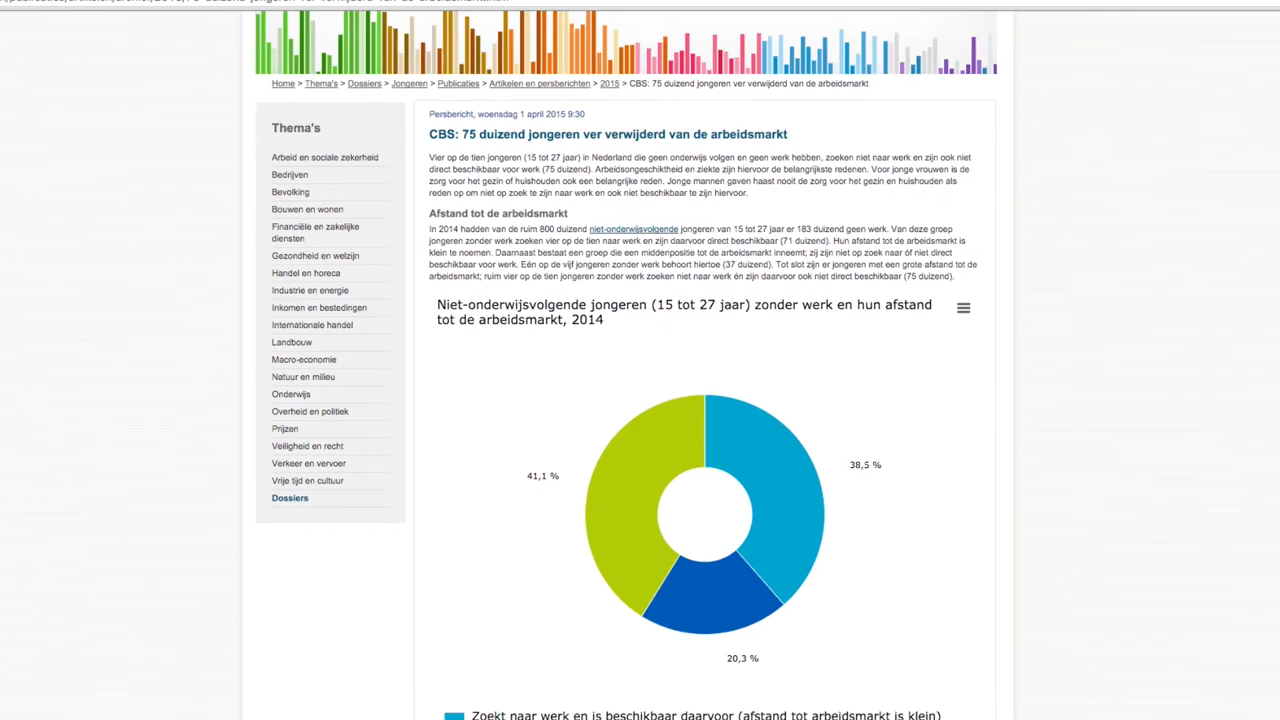 Home > Thema's > Dossiers > Jongeren > Publicaties > Artikelen en persberichten > 2015 > CBS: 75 duizend jongeren ver verwijderd van de arbeidsmarkt
Thema's
Arbeid en sociale zekerheid
Bedrijven
Bevolking
Bouwen en wonen
Financiële en zakelijke
diensten
Gezondheid en welzijn
Handel en horeca
Industrie en energie
Inkomen en bestedingen
Internationale handel
Landbouw
Macro-economie
Natuur en milieu
Onderwijs
Overheid en politiek
Prijzen
Veiligheid en recht
Verkeer en vervoer
Vrije tijd en cultuur
Dossiers
Persbericht, woensdag 1 april 2015 9:30
CBS: 75 duizend jongeren ver verwijderd van de arbeidsmarkt
Vier op de tien jongeren (15 tot 27 jaar) in Nederland die geen onderwijs volgen en geen werk hebben, zoeken niet naar werk en zijn ook niet
direct beschikbaar voor werk (75 duizend). Arbeidsongeschiktheid en ziekte zijn hiervoor de belangrijkste redenen. Voor jonge vrouwen is de
zorg voor het gezin of huishouden ook een belangrijke reden. Jonge mannen gaven haast nooit de zorg voor het gezin en huishouden als
reden op om niet op zoek te zijn naar werk en ook niet beschikbaar te zijn hiervoor.
Afstand tot de arbeidsmarkt
In 2014 hadden van de ruim 800 duizend niet-onderwijsvolgende jongeren van 15 tot 27 jaar er 183 duizend geen werk. Van deze groep
jongeren zonder werk zoeken vier op de tien naar werk en zijn daarvoor direct beschikbaar (71 duizend). Hun afstand tot de arbeidsmarkt is
klein te noemen. Daarnaast bestaat een groep die een middenpositie tot de arbeidsmarkt inneemt; zij zijn niet op zoek naar óf niet direct
beschikbaar voor werk. Eén op de vijf jongeren zonder werk behoort hiertoe (37 duizend). Tot slot zijn er jongeren met een grote afstand tot de
arbeidsmarkt; ruim vier op de tien jongeren zonder werk zoeken niet naar werk én zijn daarvoor ook niet direct beschikbaar (75 duizend).
Niet-onderwijsvolgende jongeren (15 tot 27 jaar) zonder werk en hun afstand
tot de arbeidsmarkt, 2014
38,5 %
41,1 %
20,3 %
Zoekt naar werk en is beschikbaar daarvoor (afstand tot arbeidsmarkt is klein)